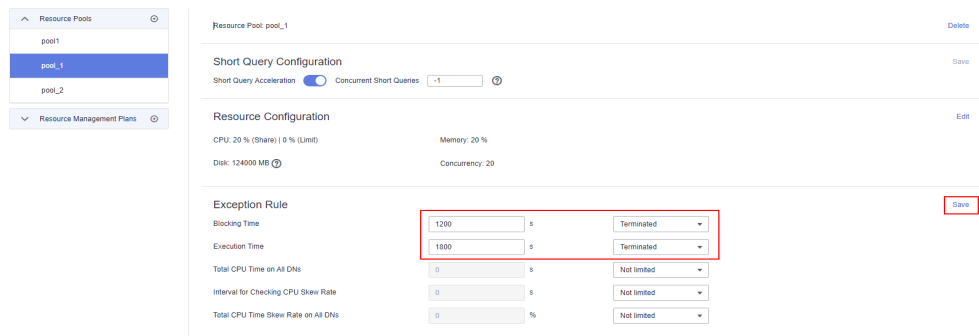 Resource Pools
pool1
pool_1
pool_2
Resource Management Plans
Resource Pool: pool_1 Delete
Short Query Configuration Save
Short Query Acceleration Concurrent Short Queries -1
Resource Configuration Edit
CPU: 20 % (Share) | 0 % (Limit) Memory: 20 %
Disk: 124000 MB Concurrency: 20
Exception Rule Save
Blocking Time 1200 s Terminated
Execution Time 1800 s Terminated
Total CPU Time on All DNs 0 s Not limited
Interval for Checking CPU Skew Rate 0 s Not limited
Total CPU Time Skew Rate on All DNs 0 % Not limited